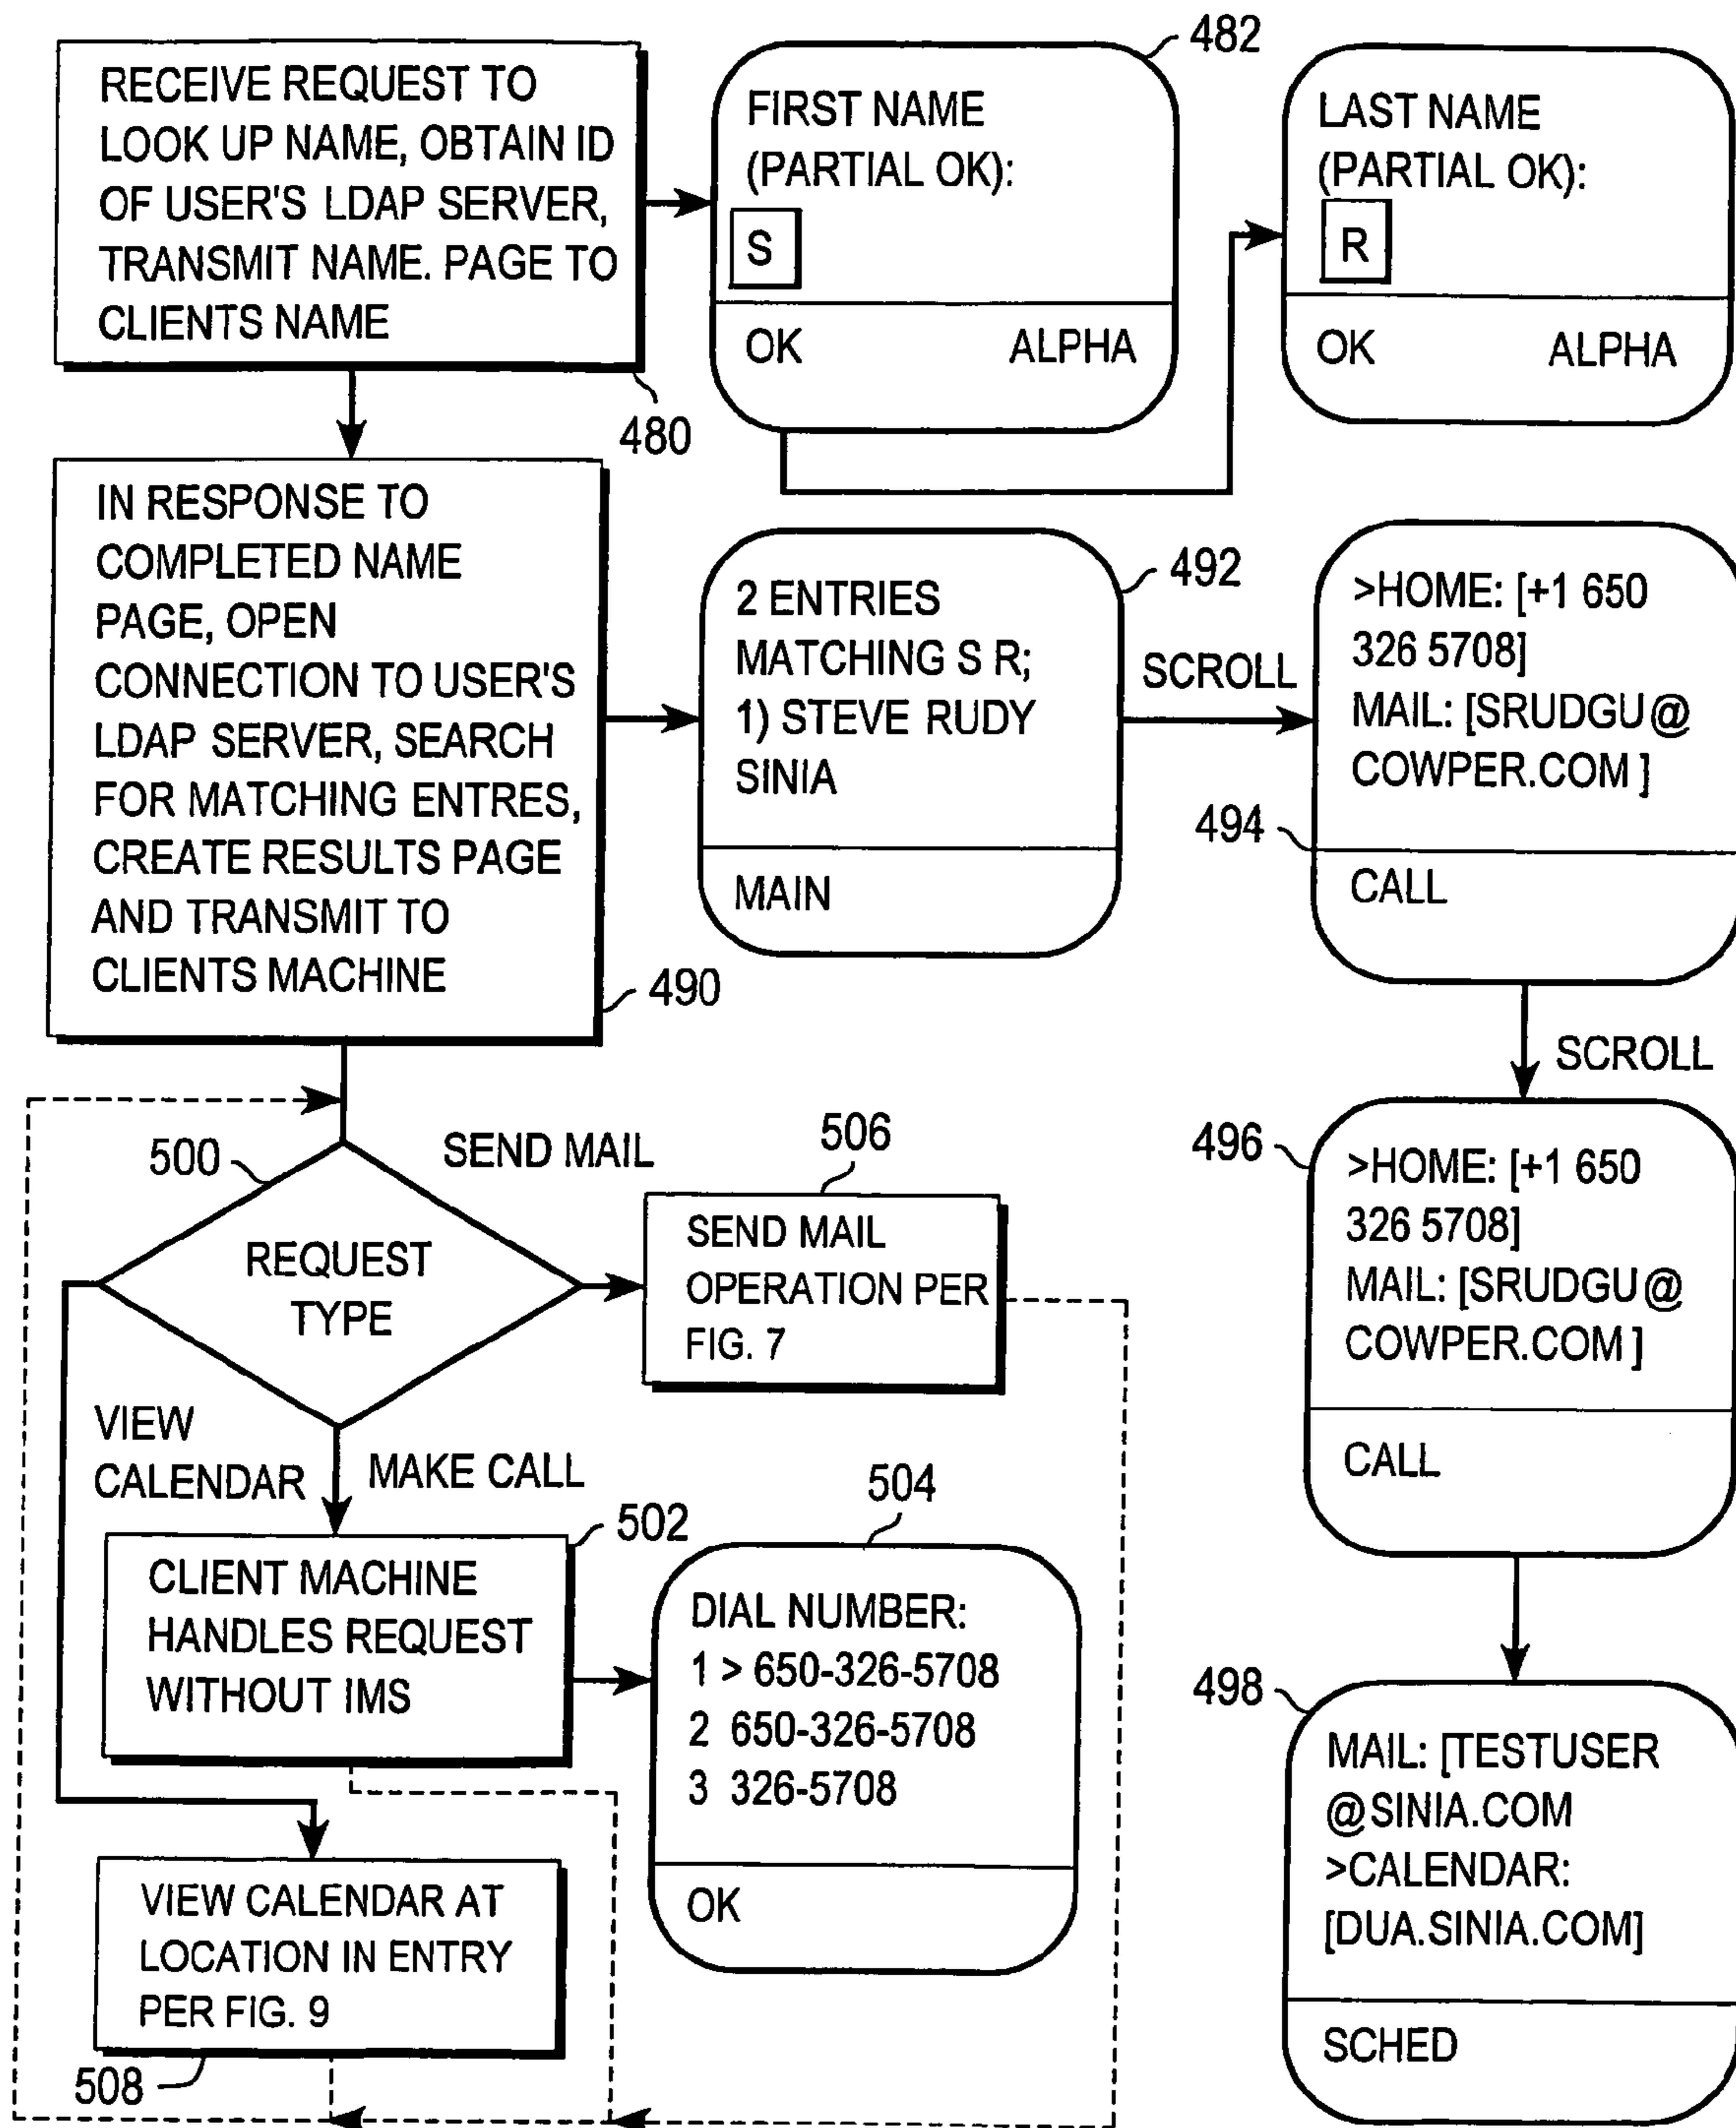 RECEIVE REQUEST TO
LOOK UP NAME, OBTAIN ID
OF USER'S LDAP SERVER,
TRANSMIT NAME. PAGE TO
CLIENTS NAME
480
482
FIRST NAME
(PARTIAL OK):
S
OK ALPHA
LAST NAME
(PARTIAL OK):
R
OK ALPHA
IN RESPONSE TO
COMPLETED NAME
PAGE, OPEN
CONNECTION TO USER'S
LDAP SERVER, SEARCH
FOR MATCHING ENTRES,
CREATE RESULTS PAGE
AND TRANSMIT TO
CLIENTS MACHINE
490
492
2 ENTRIES
MATCHING S R;
1) STEVE RUDY
SINIA
MAIN
SCROLL
494
>HOME: [+1 650
326 5708]
MAIL: [SRUDGU@
COWPER.COM ]
CALL
SCROLL
496
>HOME: [+1 650
326 5708]
MAIL: [SRUDGU@
COWPER.COM ]
CALL
498
MAIL: [TESTUSER
@SINIA.COM
>CALENDAR:
[DUA.SINIA.COM]
SCHED
500
REQUEST
TYPE
SEND MAIL
506
SEND MAIL
OPERATION PER
FIG. 7
VIEW
CALENDAR
MAKE CALL
502
CLIENT MACHINE
HANDLES REQUEST
WITHOUT IMS
504
DIAL NUMBER:
1 > 650-326-5708
2 650-326-5708
3 326-5708
OK
VIEW CALENDAR AT
LOCATION IN ENTRY
PER FIG. 9
508